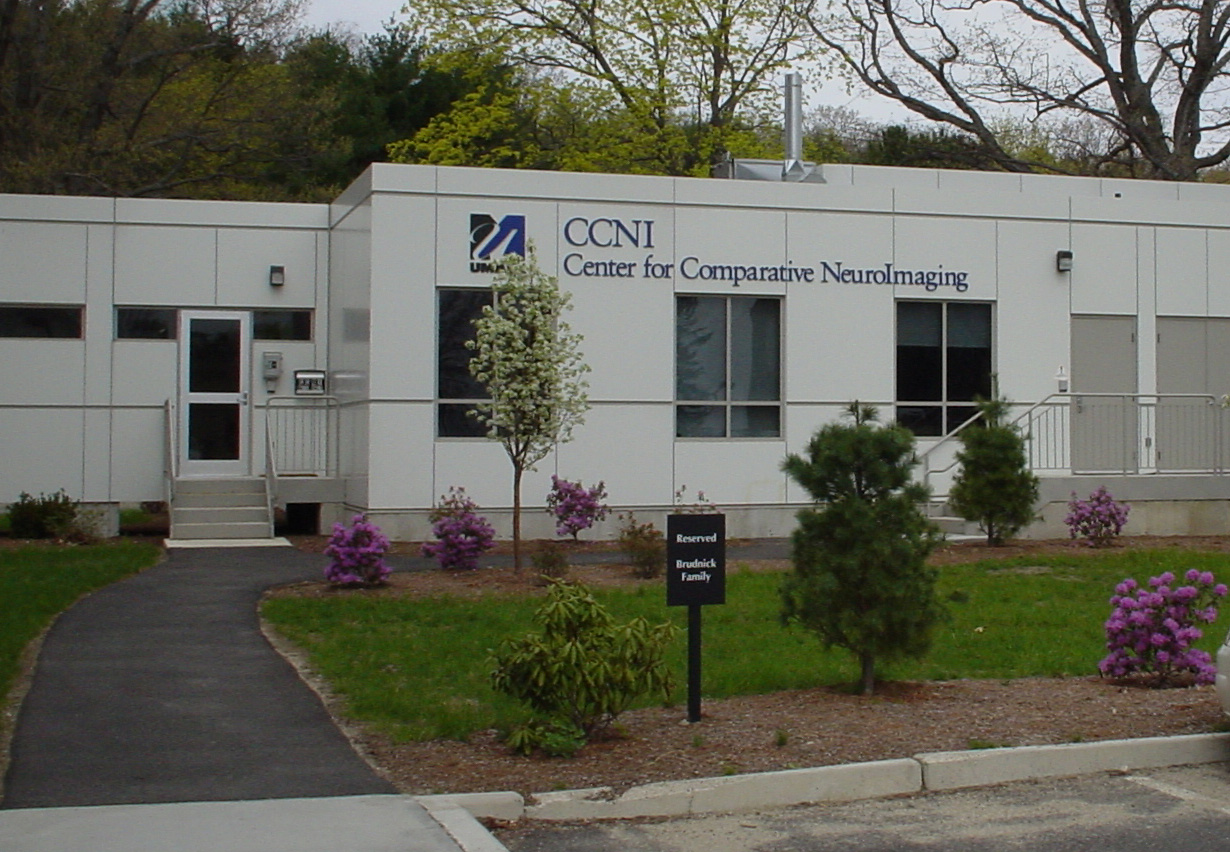 CCNI
Center for Comparative NeuroImaging
Reserved
Brudnick
Family